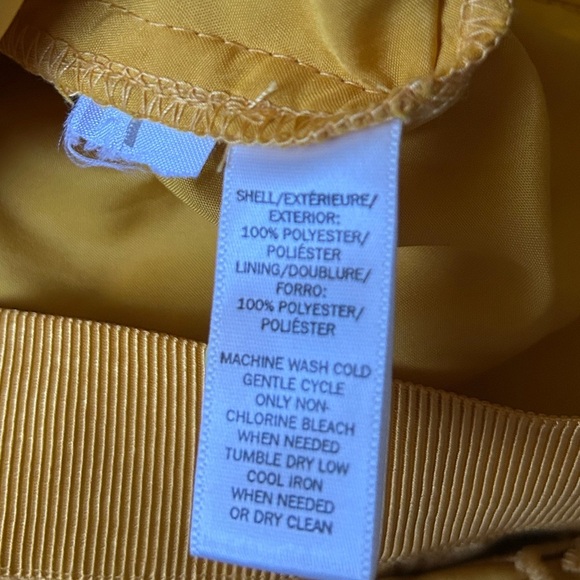 SHELL/EXTÉRIEURE/
EXTERIOR:
100% POLYESTER/
POLIÉSTER
LINING/DOUBLURE/
FORRO:
100% POLYESTER/
POLIÉSTER
MACHINE WASH COLD
GENTLE CYCLE
ONLY NON-
CHLORINE BLEACH
WHEN NEEDED
TUMBLE DRY LOW
COOL IRON
WHEN NEEDED
OR DRY CLEAN